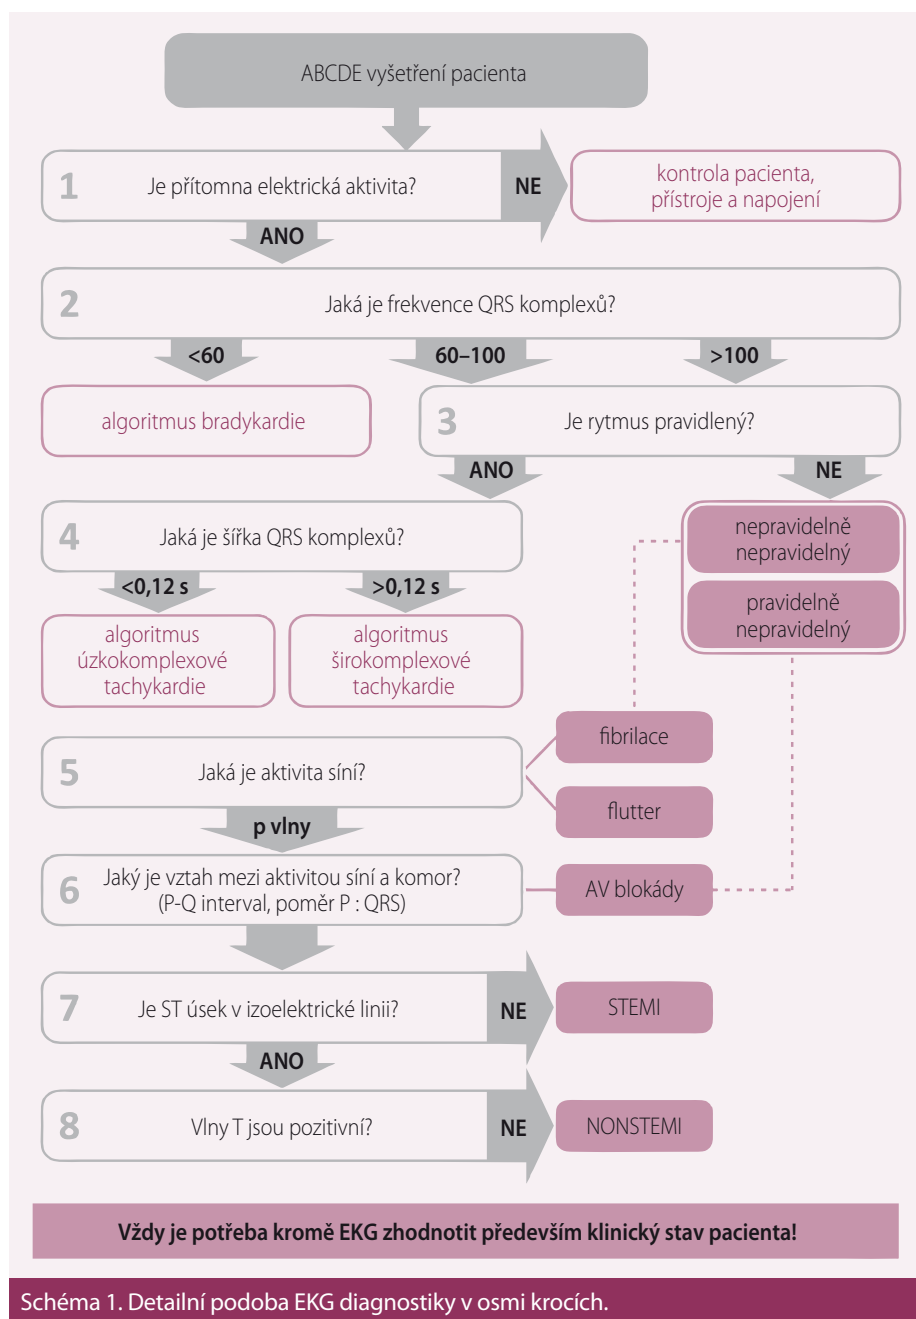 ABCDE vyšetření pacienta
1
Je přítomna elektrická aktivita?
NE
kontrola pacienta,
přístroje a napojení
ANO
2
Jaká je frekvence QRS komplexů?
<60
60–100
>100
algoritmus bradykardie
3
Je rytmus pravidlený?
ANO
NE
4
Jaká je šířka QRS komplexů?
nepravidelně
nepravidelný
pravidelně
nepravidelný
<0,12 s
>0,12 s
algoritmus
úzkokomplexové
tachykardie
algoritmus
širokomplexové
tachykardie
5
Jaká je aktivita síní?
fibrilace
flutter
p vlny
6
Jaký je vztah mezi aktivitou síní a komor?
(P-Q interval, poměr P : QRS)
AV blokády
7
Je ST úsek v izoelektrické linii?
NE
STEMI
ANO
8
Vlny T jsou pozitivní?
NE
NONSTEMI
Vždy je potřeba kromě EKG zhodnotit především klinický stav pacienta!
Schéma 1. Detailní podoba EKG diagnostiky v osmi krocích.